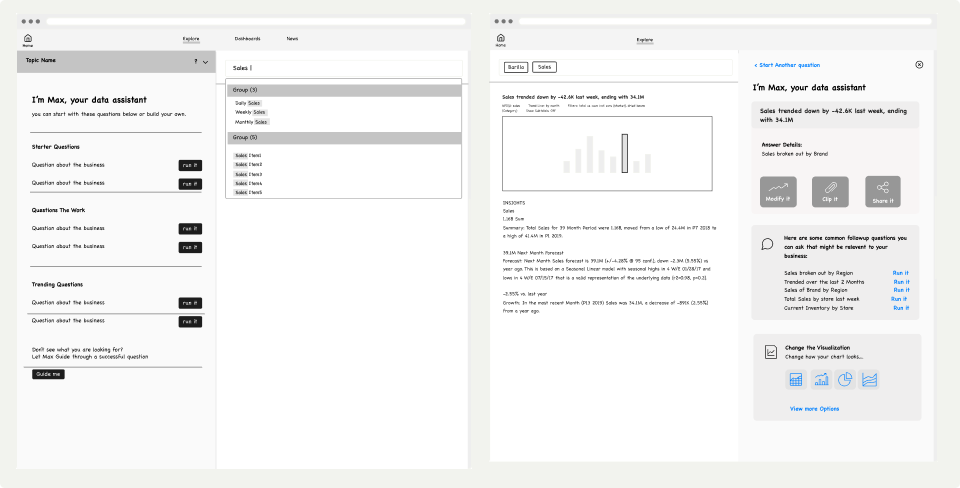 Home
Explore
Dashboards
News
Topic Name
?
I'm Max, your data assistant
you can start with these questions below or build your own.
Starter Questions
Question about the business
run it
Question about the business
run it
Questions The Work
Question about the business
run it
Question about the business
run it
Trending Questions
Question about the business
run it
Question about the business
run it
Don't see what you are looking for?
Let Max Guide through a successful question
Guide me
Sales |
Group (3)
Daily Sales
Weekly Sales
Monthly Sales
Group (5)
Sales Item1
Sales Item2
Sales Item3
Sales Item4
Sales Item5
Home
Explore
Barilla
Sales
Sales trended down by -42.6K last week, ending with 34.1M
INSIGHTS
Sales
1,168 Sum
Summary: Total Sales for 39 Month Period were 1,168, moved from a low of 24.4M in P7 2018 to
a high of 41.4M in P1 2019.
39.1M Next Month Forecast
Forecast: Next Month Sales forecast is 39.1M (+/-4.28% @ 95 conf.), down -2.3M (5.55%) vs
year ago. This is based on a Seasonal Linear model with seasonal highs in 4 W/E 01/28/17 and
lows in 4 W/E 07/15/17 that is a valid representation of the underlying data (r2=0.98, p=0.2).
-2.55% vs. last year
Growth: In the most recent Month (P13 2019) Sales was 34.1M, a decrease of -891K (2.55%)
from a year ago.
< Start Another question
I'm Max, your data assistant
Sales trended down by -42.6K last week, ending
with 34.1M
Answer Details:
Sales broken out by Brand
Modify it
Clip it
Share it
Here are some common followup questions you
can ask that might be relevent to your
business:
Sales broken out by Region
Run it
Trended over the last 2 Months
Run it
Sales of Brand by Region
Run it
Total Sales by store last week
Run it
Current Inventory by Store
Run it
Change the Visualization
Change how your chart looks...
View more Options